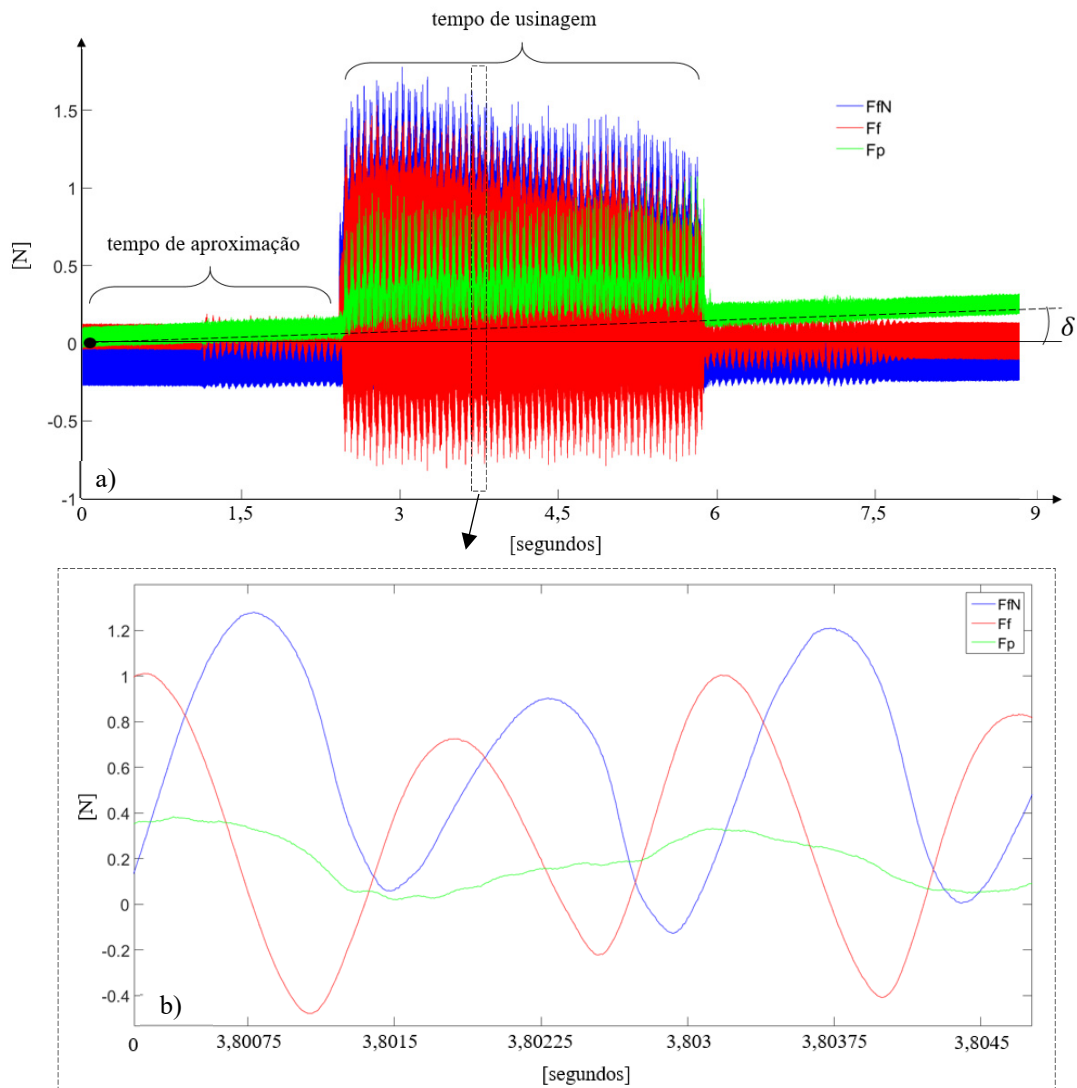 tempo de usinagem
1.5
FfN
Ff
Fp
1
[N]
tempo de aproximação
0.5
0
δ
-0.5
a)
-1
0 1,5 3 4,5 6 7,5 9
[segundos]
FfN
Ff
Fp
1.2
1
0.8
0.6
[N]
0.4
0.2
0
-0.2
-0.4
b)
0 3,80075 3,8015 3,80225 3,803 3,80375 3,8045
[segundos]